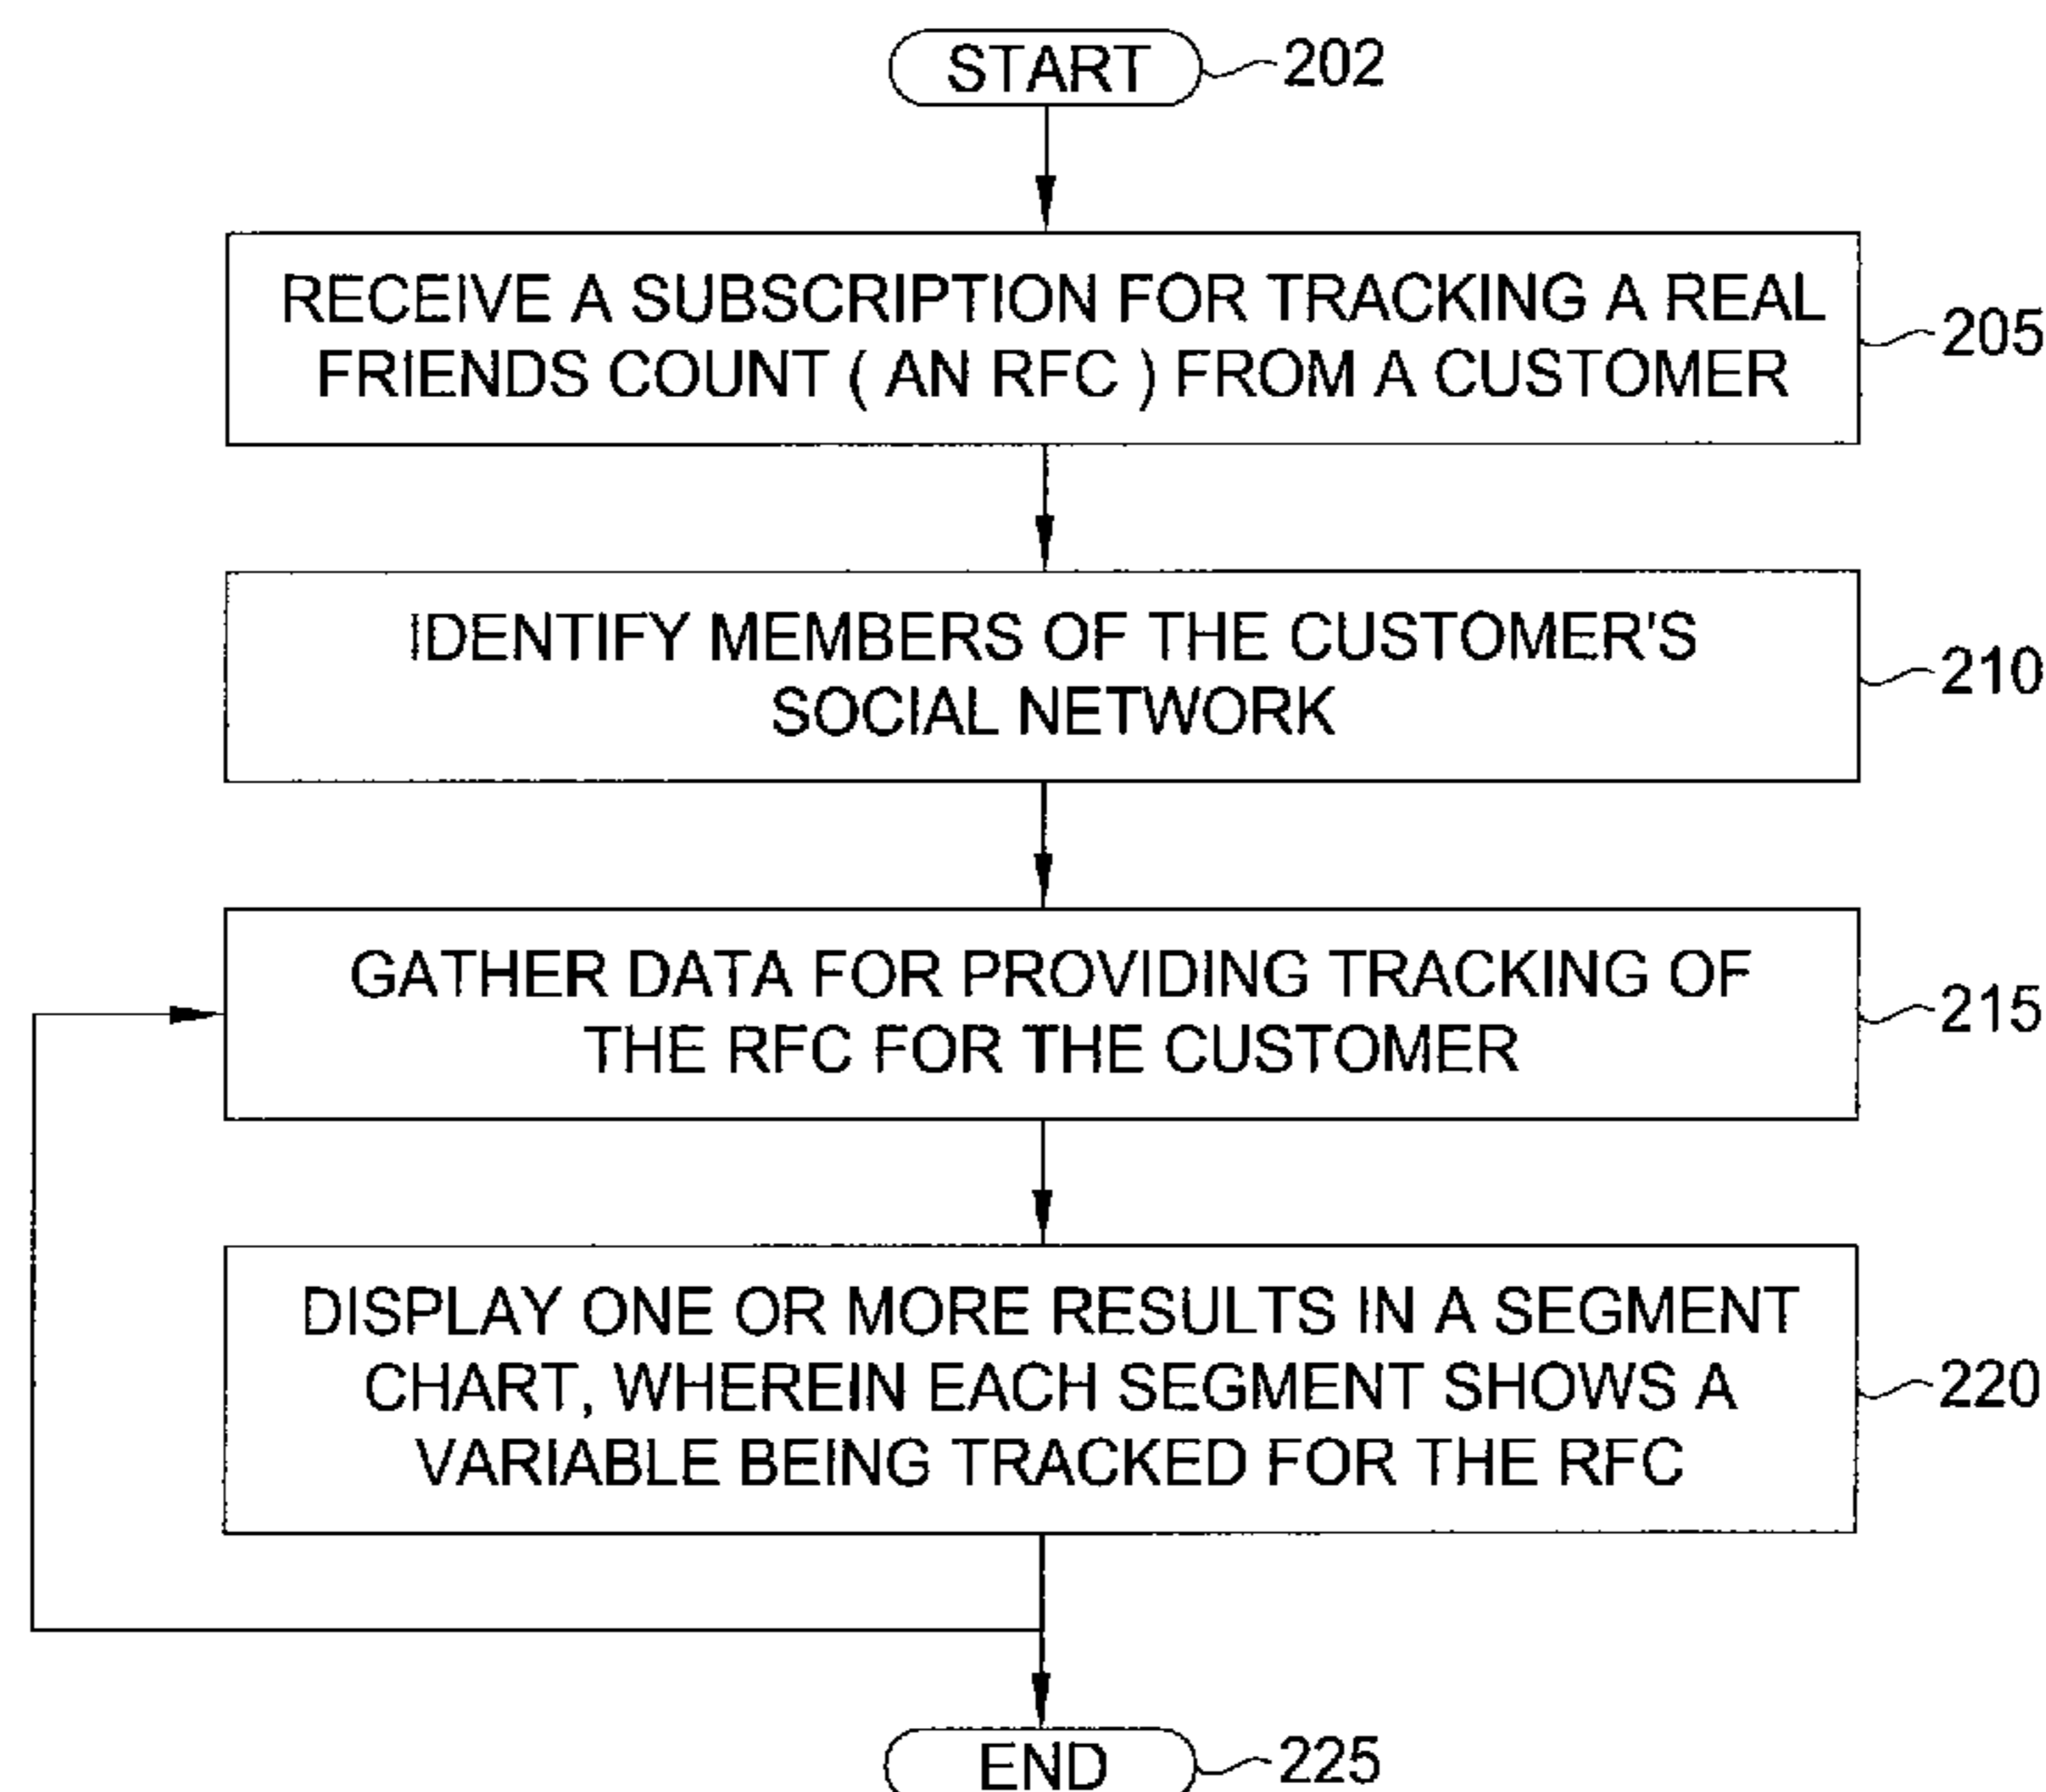 START
202
RECEIVE A SUBSCRIPTION FOR TRACKING A REAL
FRIENDS COUNT ( AN RFC ) FROM A CUSTOMER
205
IDENTIFY MEMBERS OF THE CUSTOMER'S
SOCIAL NETWORK
210
GATHER DATA FOR PROVIDING TRACKING OF
THE RFC FOR THE CUSTOMER
215
DISPLAY ONE OR MORE RESULTS IN A SEGMENT
CHART, WHEREIN EACH SEGMENT SHOWS A
VARIABLE BEING TRACKED FOR THE RFC
220
END
225